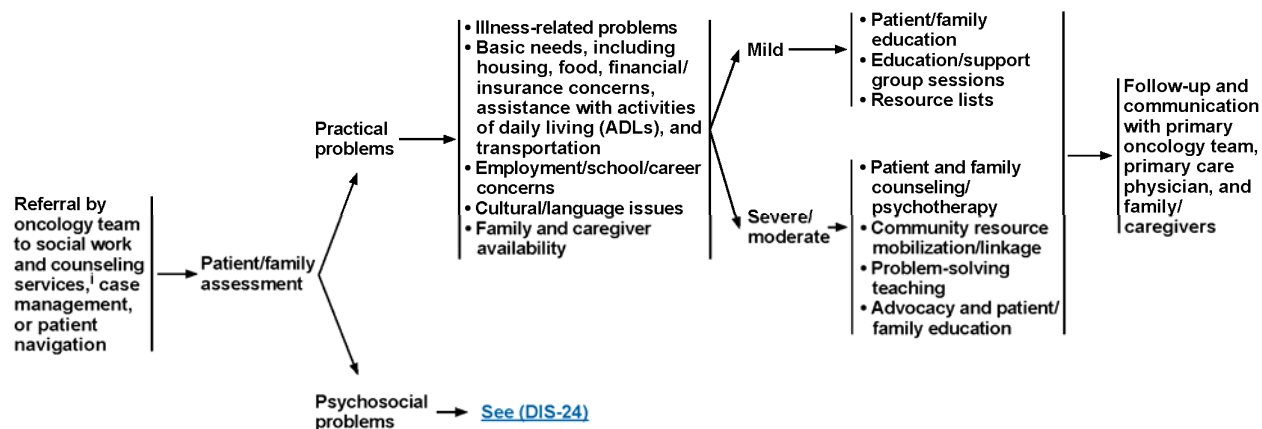 Referral by
oncology team
to social work
and counseling
services,i case
management,
or patient
navigation
Patient/family
assessment
Practical
problems
• Illness-related problems
• Basic needs, including
housing, food, financial/
insurance concerns,
assistance with activities
of daily living (ADLs), and
transportation
• Employment/school/career
concerns
• Cultural/language issues
• Family and caregiver
availability
Mild
• Patient/family
education
• Education/support
group sessions
• Resource lists
Severe/
moderate
• Patient and family
counseling/
psychotherapy
• Community resource
mobilization/linkage
• Problem-solving
teaching
• Advocacy and patient/
family education
Follow-up and
communication
with primary
oncology team,
primary care
physician, and
family/
caregivers
Psychosocial
problems
See (DIS-24)